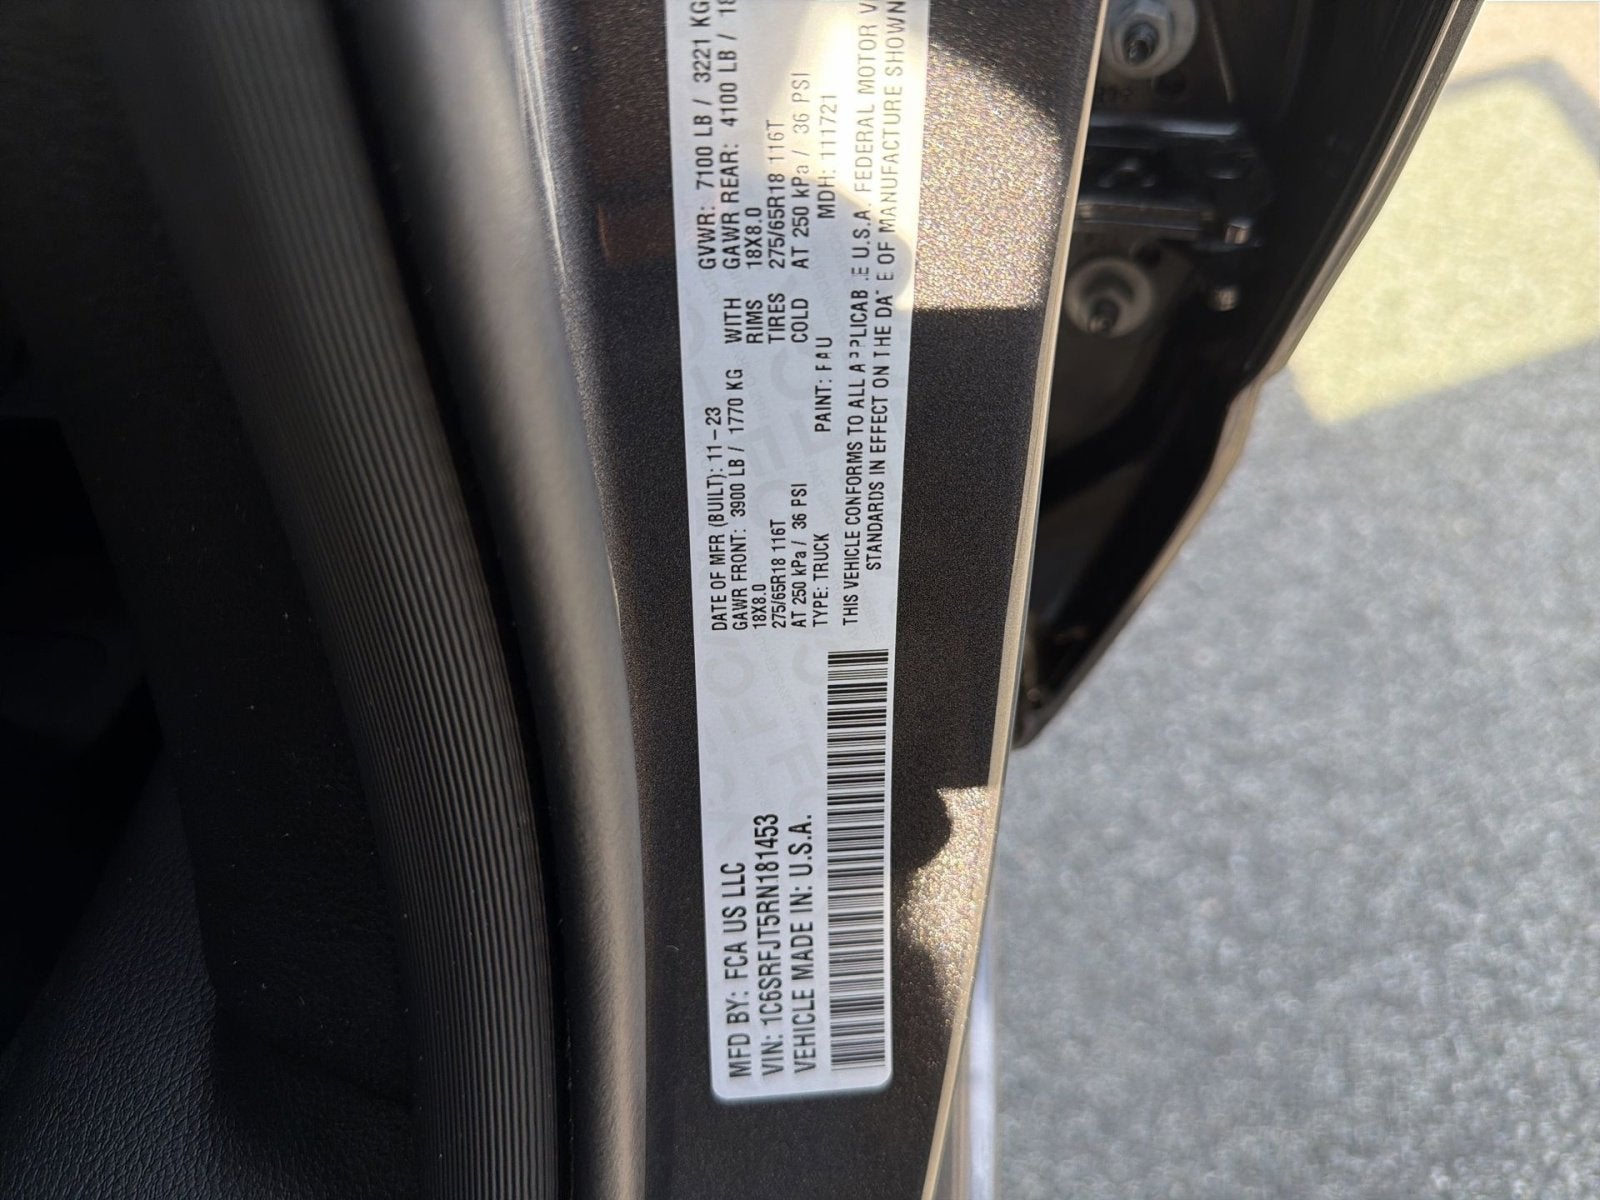 MFD BY: FCA US LLC
VIN: 1C6SRFJT5RN181453
VEHICLE MADE IN: U.S.A.
DATE OF MFR (BUILT): 11-23
GVWR: 7100 LB / 3221 KG
GAWR FRONT: 3900 LB / 1770 KG WITH GAWR REAR: 4100 LB /
18X8.0 RIMS 18X8.0
275/65R18 116T TIRES 275/65R18 116T
AT 250 kPa / 36 PSI COLD AT 250 kPa / 36 PSI
TYPE: TRUCK PAINT: MDH: 111721
THIS VEHICLE CONFORMS TO ALL APPLICABLE U.S.A. FEDERAL MOTOR
STANDARDS IN EFFECT ON THE DATE OF MANUFACTURE SHOWN